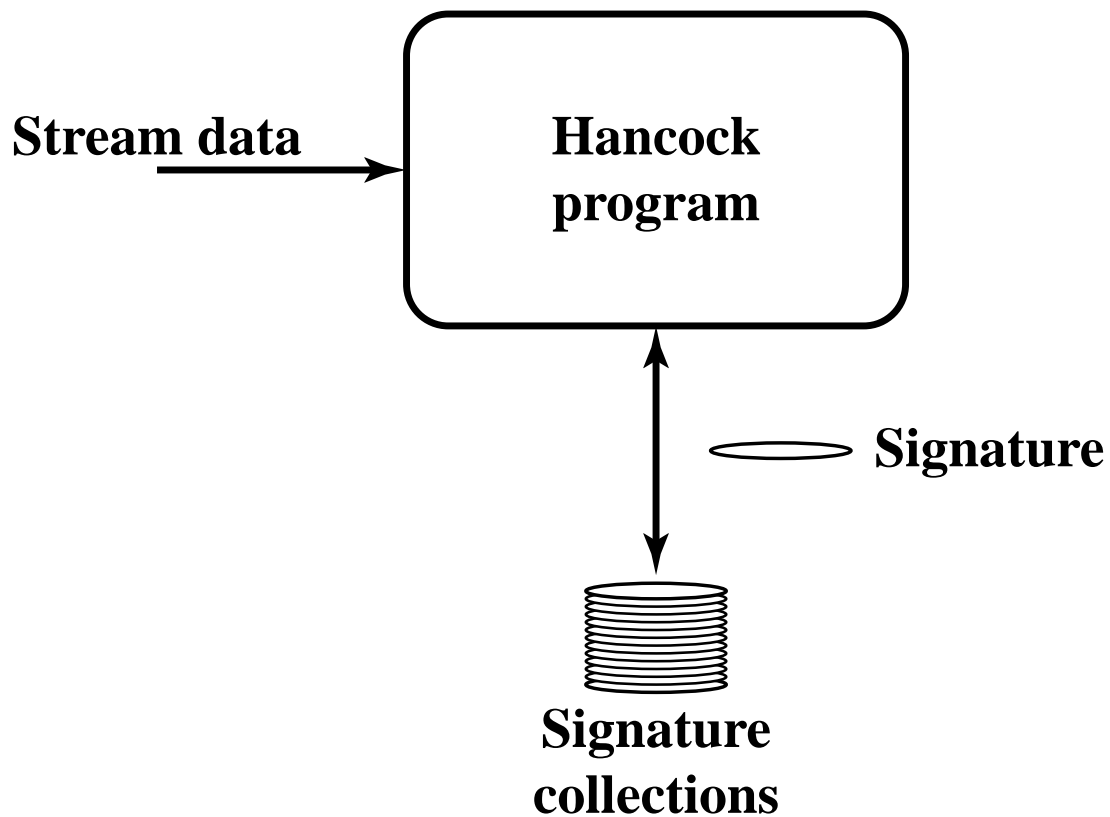 Stream data
Hancock
program
Signature
Signature
collections